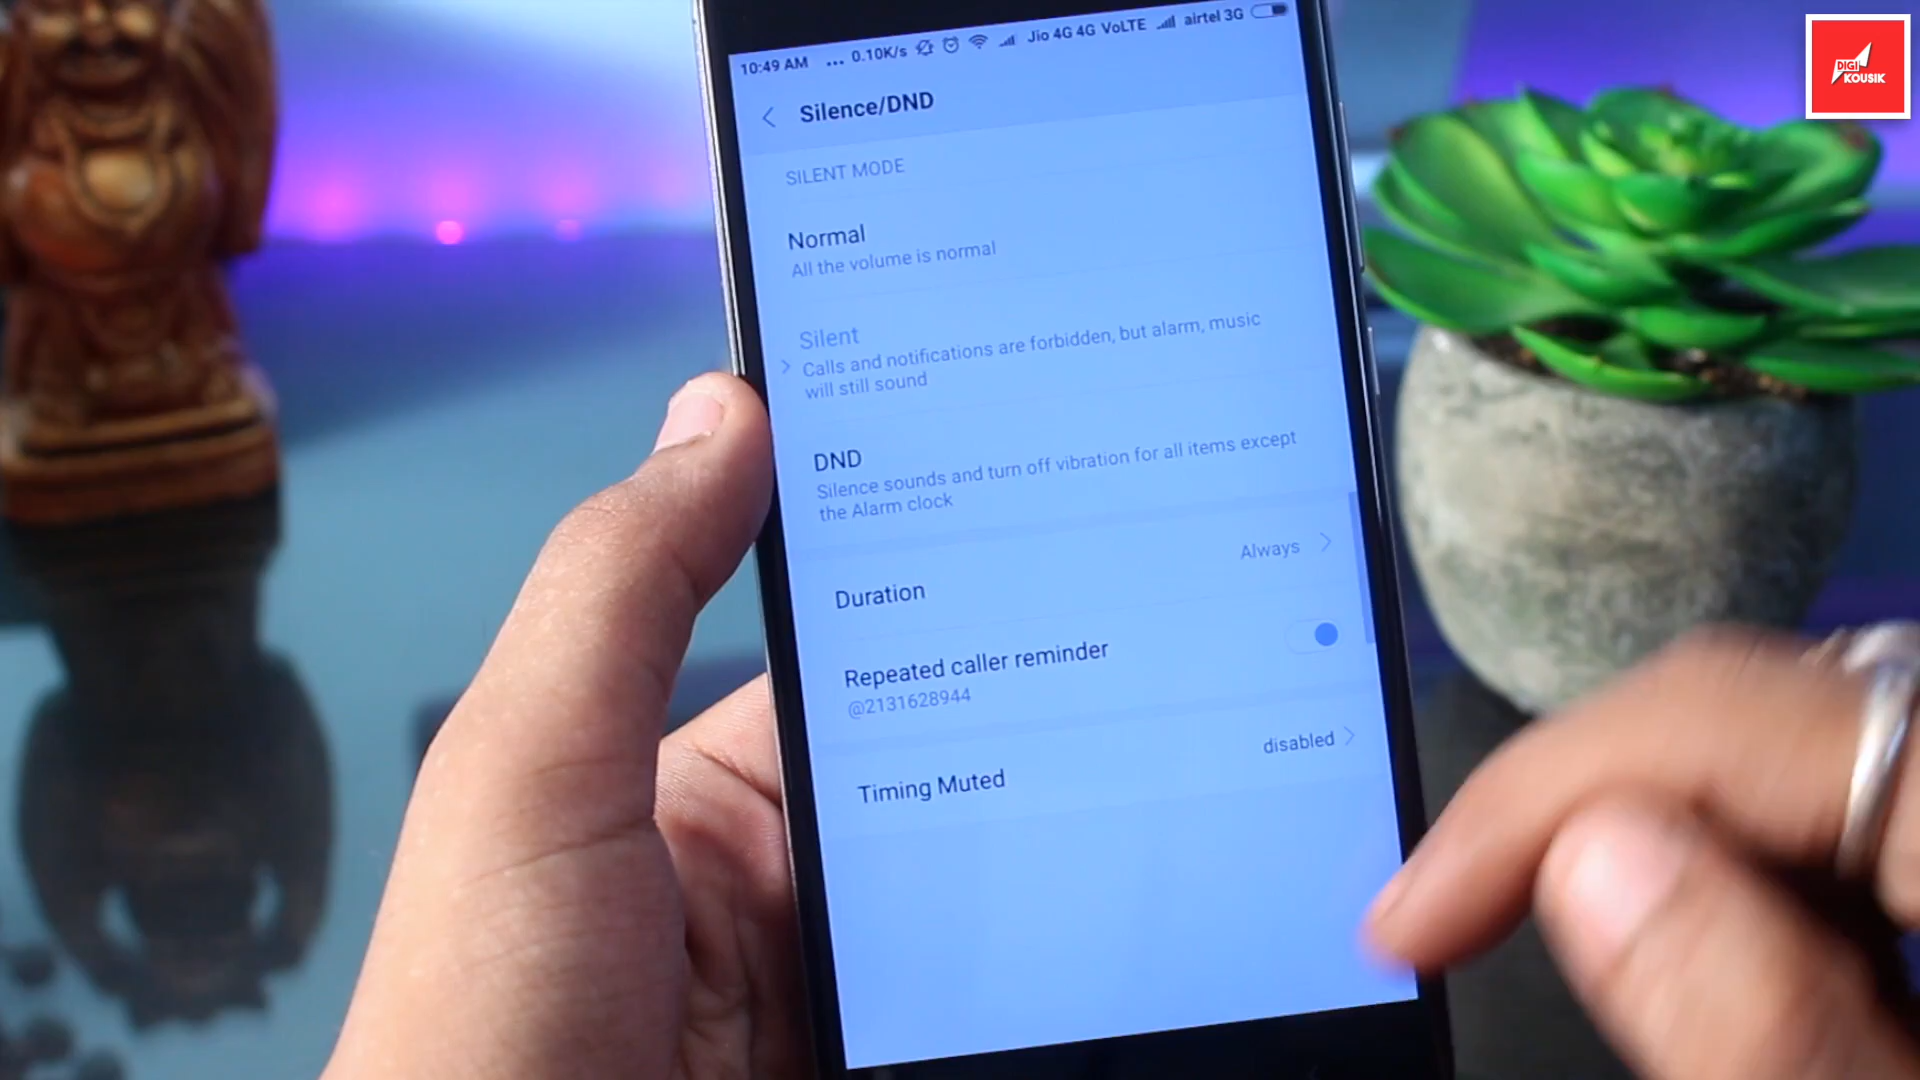 10:49 AM ... 0.10K/s Jio 4G 4G VoLTE airtel 3G
Silence/DND
SILENT MODE
Normal
All the volume is normal
Silent
Calls and notifications are forbidden, but alarm, music
will still sound
DND
Silence sounds and turn off vibration for all items except
the Alarm clock
Duration
Always
Repeated caller reminder
@2131628944
Timing Muted
disabled
DIGI
KOUSIK